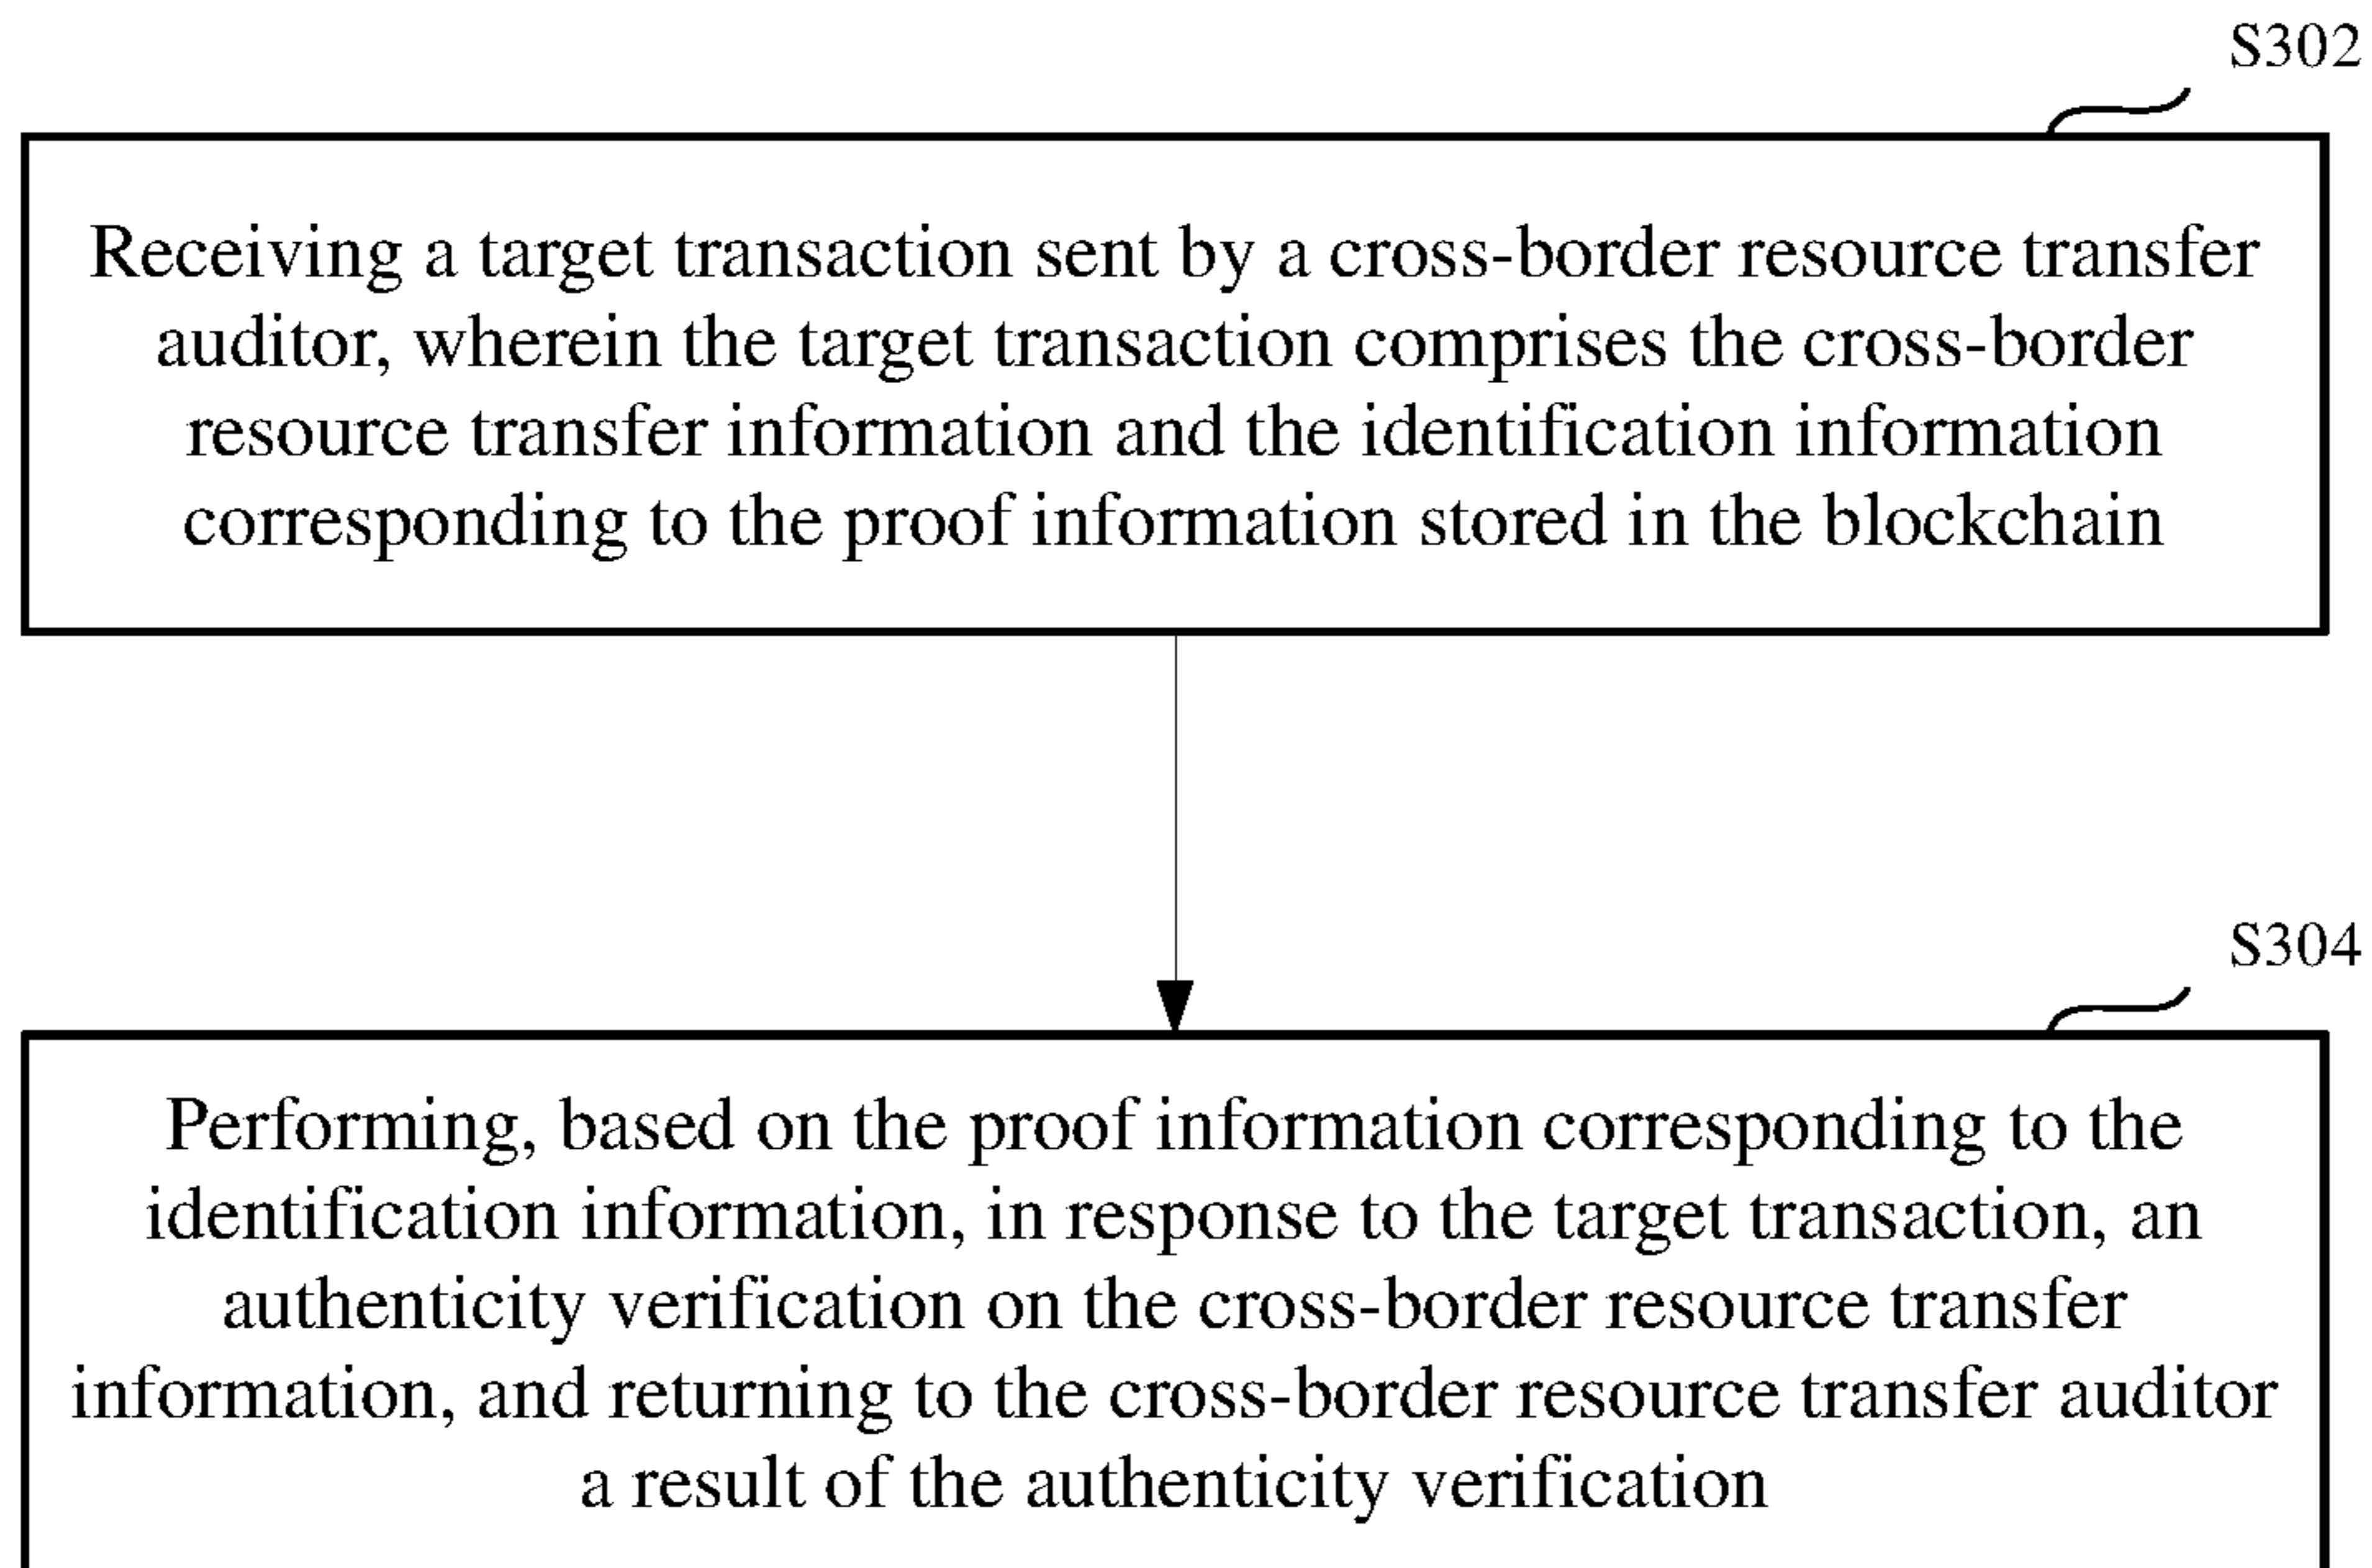 S302
Receiving a target transaction sent by a cross-border resource transfer
auditor, wherein the target transaction comprises the cross-border
resource transfer information and the identification information
corresponding to the proof information stored in the blockchain
S304
Performing, based on the proof information corresponding to the
identification information, in response to the target transaction, an
authenticity verification on the cross-border resource transfer
information, and returning to the cross-border resource transfer auditor
a result of the authenticity verification